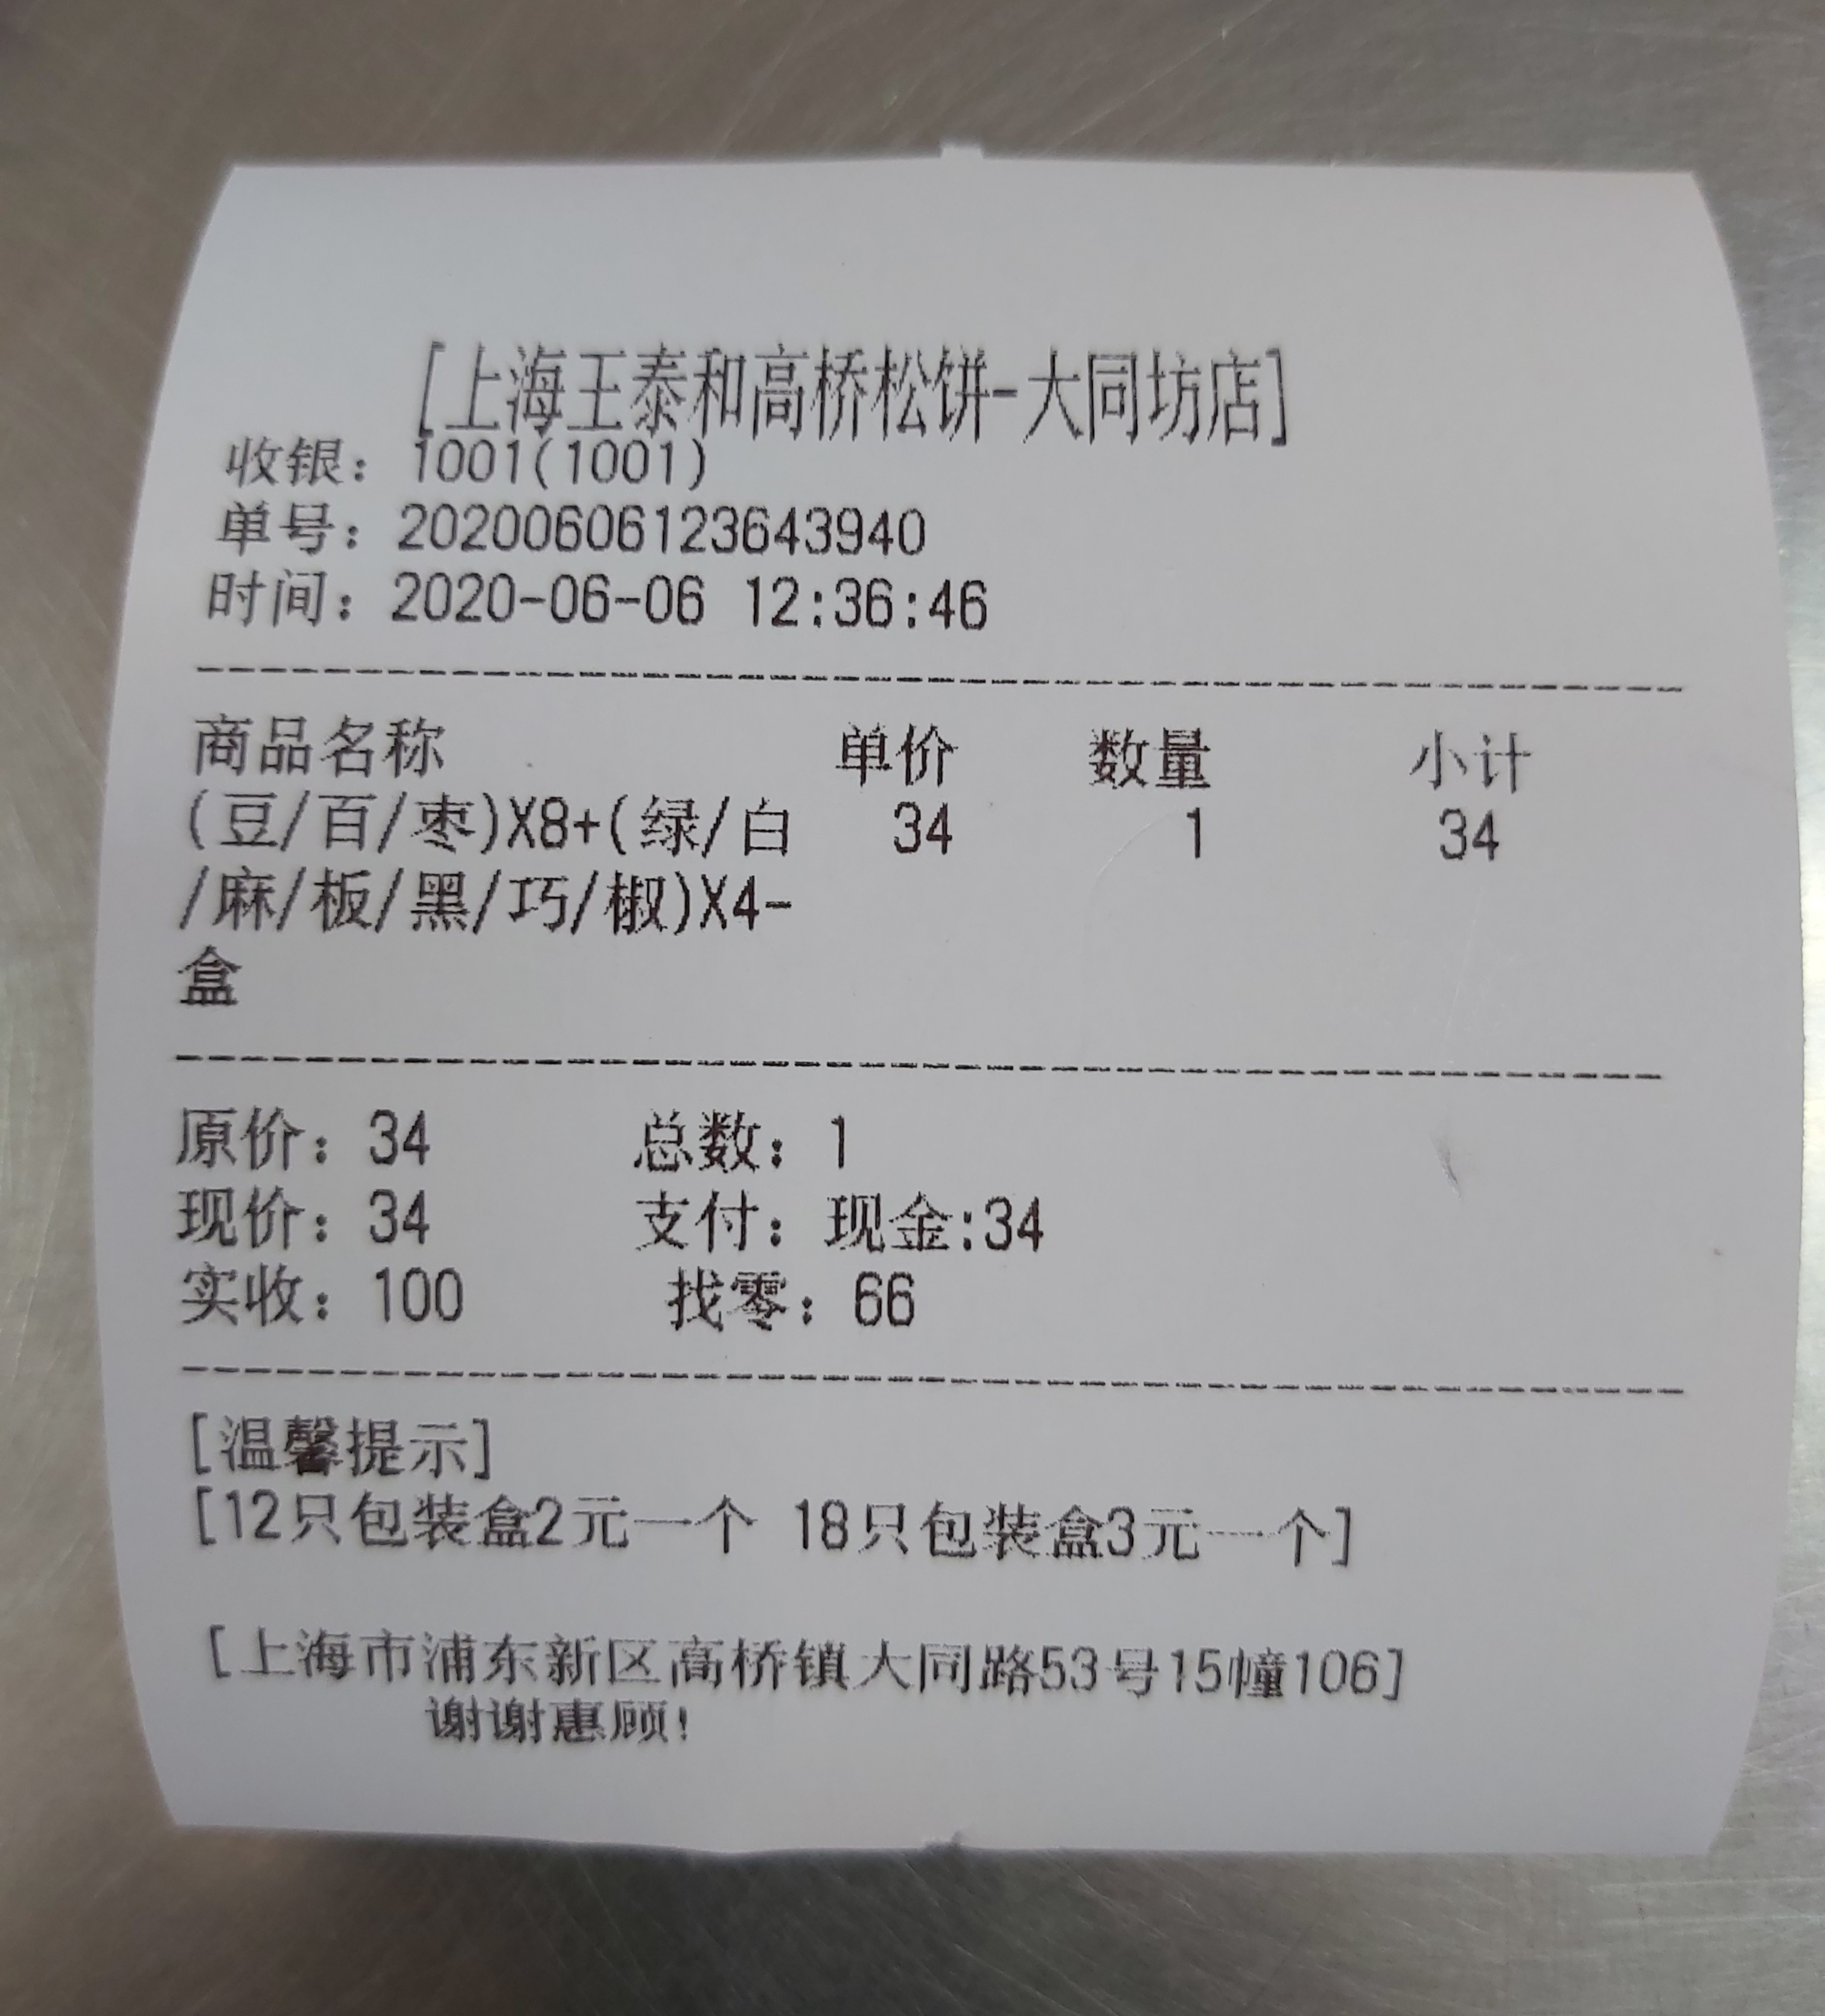 [上海王泰和高桥松饼-大同坊店]
收银：1001(1001)
单号：20200606123643940
时间：2020-06-06 12:36:46
商品名称 单价 数量 小计
(豆/百/枣)X8+(绿/白 34 1 34
/麻/板/黑/巧/椒)X4-
盒
原价：34 总数：1
现价：34 支付：现金:34
实收：100 找零：66
[温馨提示]
[12只包装盒2元一个 18只包装盒3元一个]
[上海市浦东新区高桥镇大同路53号15幢106]
谢谢惠顾!